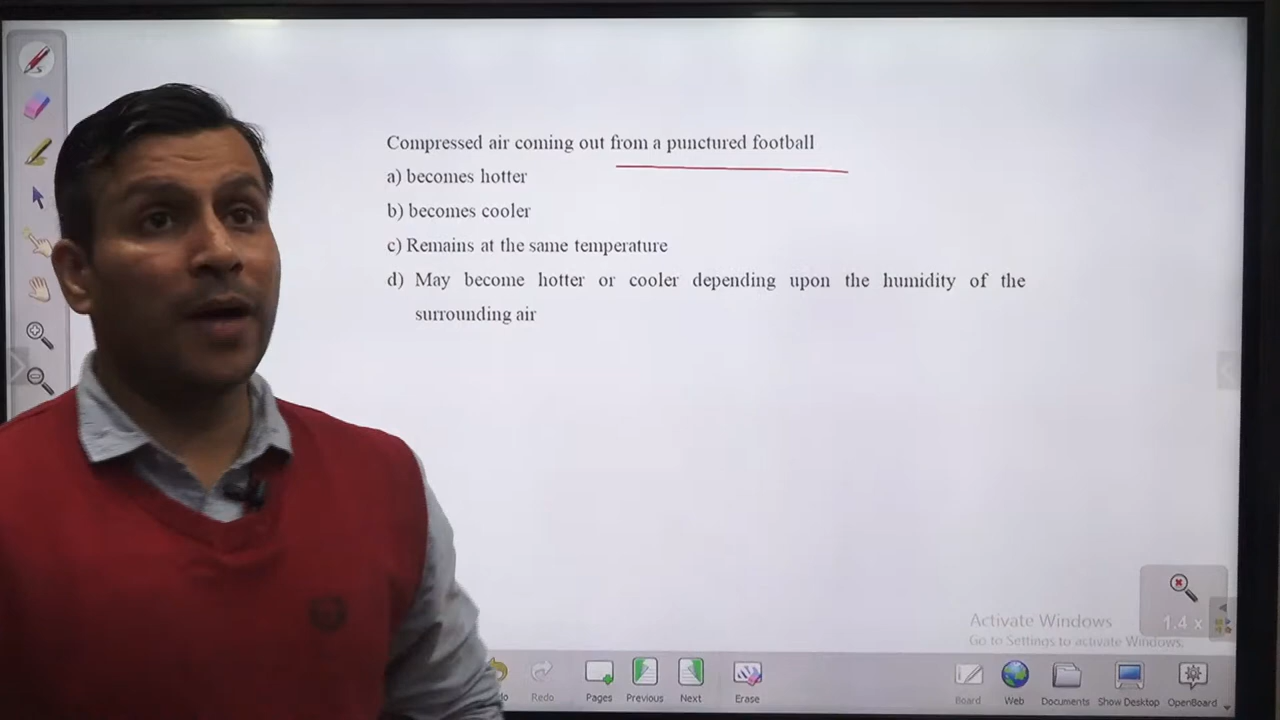 Compressed air coming out from a punctured football
a) becomes hotter
b) becomes cooler
c) Remains at the same temperature
d) May become hotter or cooler depending upon the humidity of the
surrounding air
Activate Windows
Go to Settings to activate Windows.
1.4 x
Redo
Pages
Previous
Next
Erase
Board
Web
Documents
Show Desktop
OpenBoard